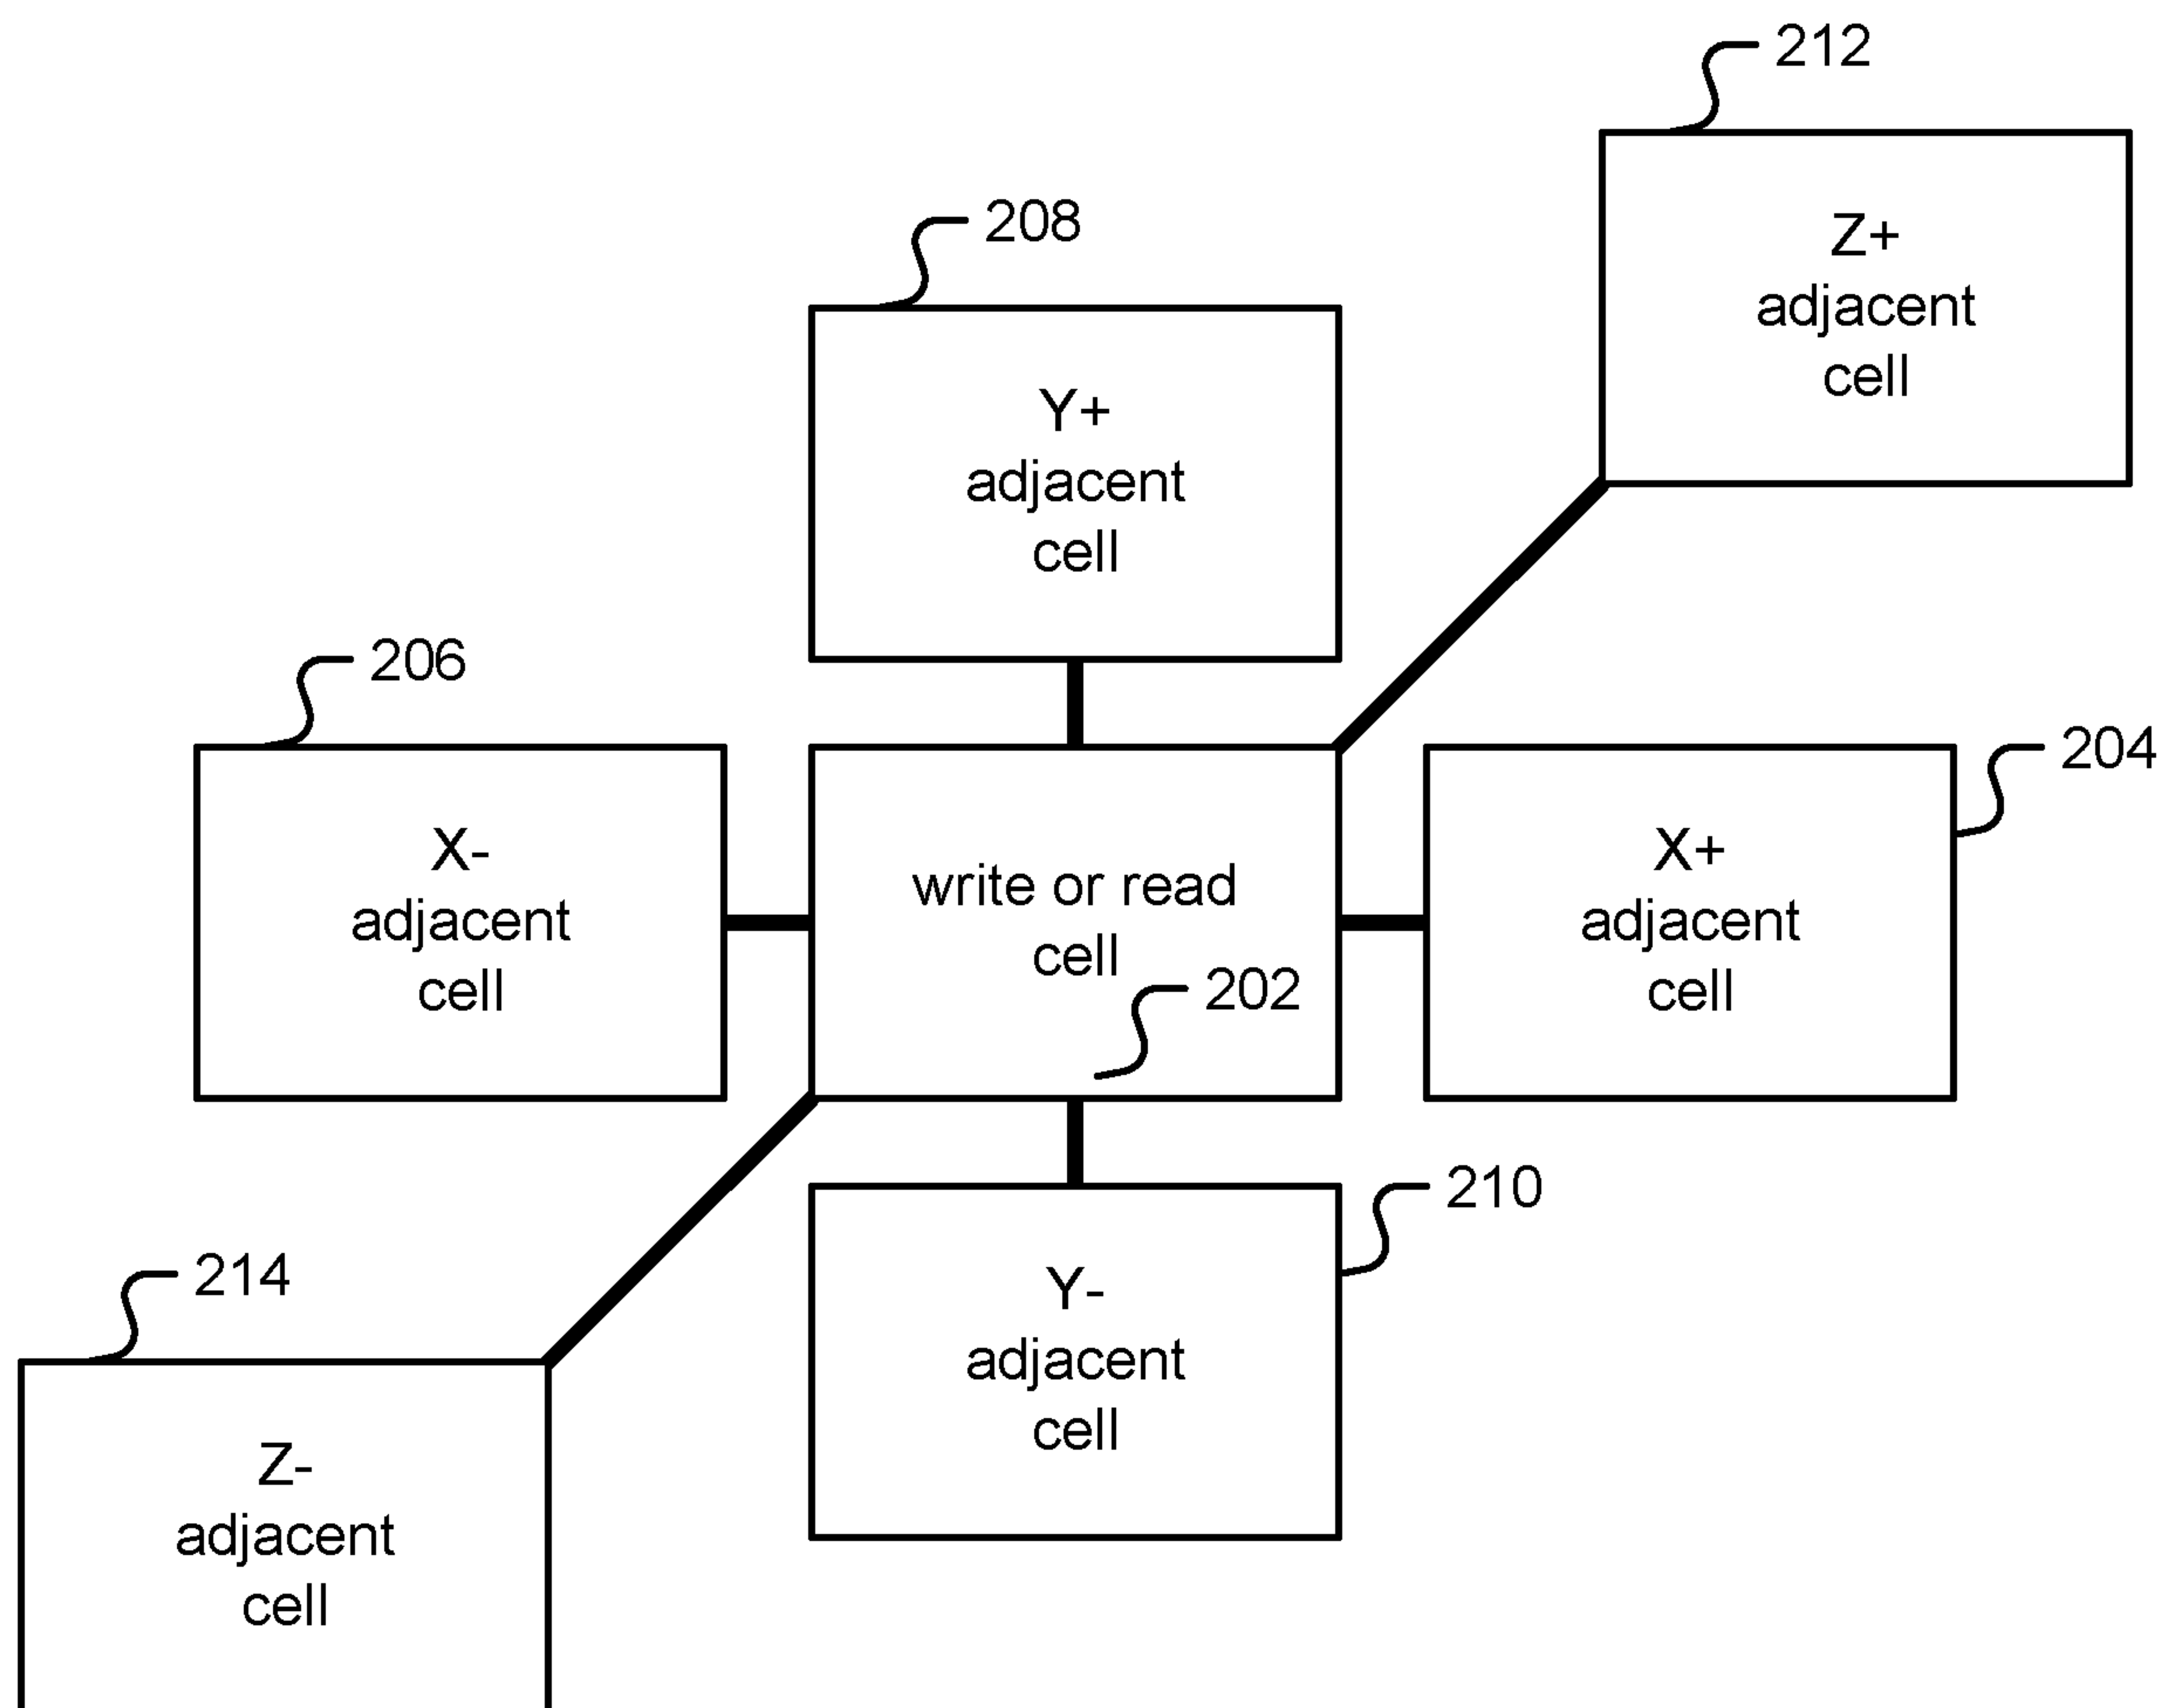 212
Z+
adjacent
cell
208
Y+
adjacent
cell
206
X-
adjacent
cell
write or read
cell
202
204
X+
adjacent
cell
210
Y-
adjacent
cell
214
Z-
adjacent
cell